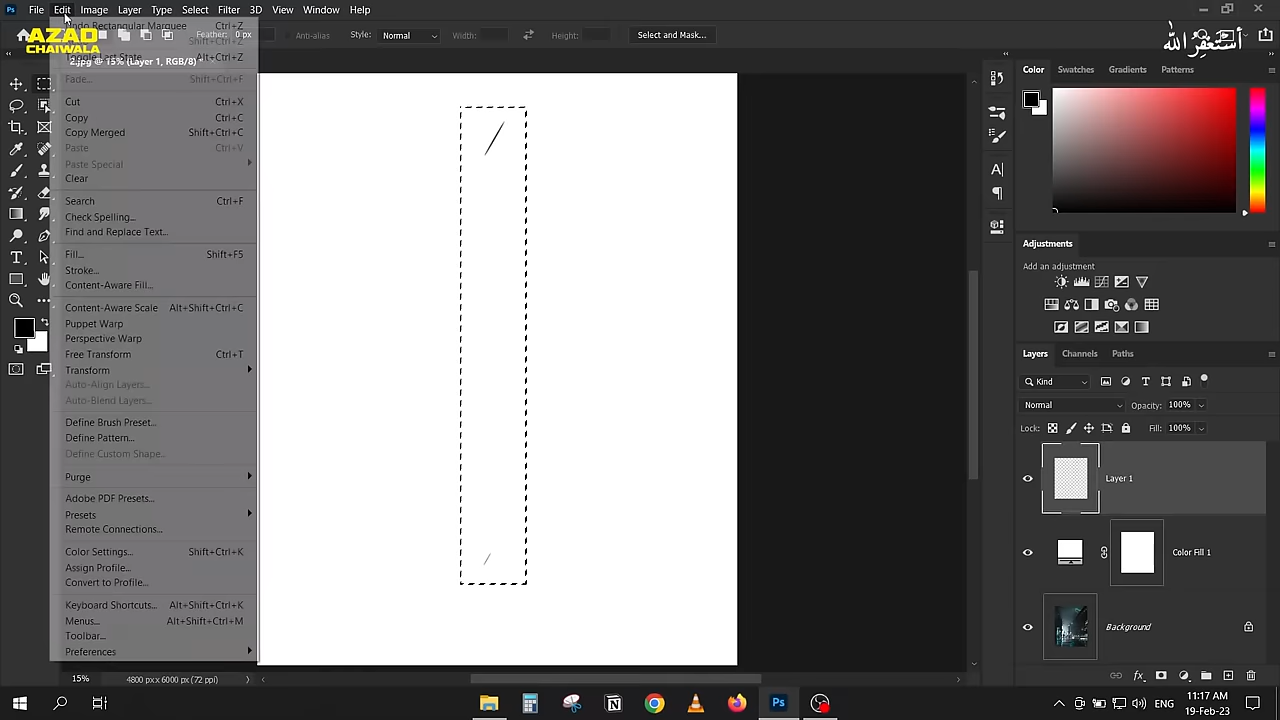 File Edit Image Layer Type Select Filter 3D View Window Help
AZAD
CHAIWALA
أستغفر الله
Feather: 0 px
Anti-alias
Style: Normal
Width:
Height:
Select and Mask...
2.jpg @ 15% (Layer 1, RGB/8) *
Undo Rectangular Marquee Ctrl+Z
Shift+Ctrl+Z
Toggle Last State Alt+Ctrl+Z
Fade... Shift+Ctrl+F
Cut Ctrl+X
Copy Ctrl+C
Copy Merged Shift+Ctrl+C
Paste Ctrl+V
Paste Special
Clear
Search Ctrl+F
Check Spelling...
Find and Replace Text...
Fill... Shift+F5
Stroke...
Content-Aware Fill...
Content-Aware Scale Alt+Shift+Ctrl+C
Puppet Warp
Perspective Warp
Free Transform Ctrl+T
Transform
Auto-Align Layers...
Auto-Blend Layers...
Define Brush Preset...
Define Pattern...
Define Custom Shape...
Purge
Adobe PDF Presets...
Presets
Remote Connections...
Color Settings... Shift+Ctrl+K
Assign Profile...
Convert to Profile...
Keyboard Shortcuts... Alt+Shift+Ctrl+K
Menus... Alt+Shift+Ctrl+M
Toolbar...
Preferences
Color Swatches Gradients Patterns
Adjustments
Add an adjustment
Layers Channels Paths
Kind
Normal Opacity: 100%
Lock: Fill: 100%
Layer 1
Color Fill 1
Background
15% 4800 px x 6000 px (72 ppi)
ENG
11:17 AM
19-Feb-23